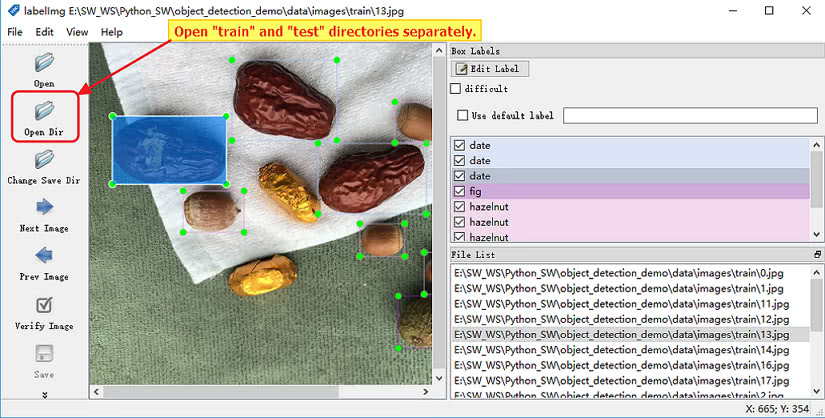 labelImg E:\SW_WS\Python_SW\object_detection_demo\data\images\train\13.jpg
File Edit View Help
Open "train" and "test" directories separately.
Open
Open Dir
Change Save Dir
Next Image
Prev Image
Verify Image
Save
Box Labels
Edit Label
difficult
Use default label
date
date
date
fig
hazelnut
hazelnut
hazelnut
File List
E:\SW_WS\Python_SW\object_detection_demo\data\images\train\0.jpg
E:\SW_WS\Python_SW\object_detection_demo\data\images\train\1.jpg
E:\SW_WS\Python_SW\object_detection_demo\data\images\train\11.jpg
E:\SW_WS\Python_SW\object_detection_demo\data\images\train\12.jpg
E:\SW_WS\Python_SW\object_detection_demo\data\images\train\13.jpg
E:\SW_WS\Python_SW\object_detection_demo\data\images\train\14.jpg
E:\SW_WS\Python_SW\object_detection_demo\data\images\train\16.jpg
E:\SW_WS\Python_SW\object_detection_demo\data\images\train\17.jpg
E:\SW_WS\Python_SW\object_detection_demo\data\images\train\2.jpg
X: 665; Y: 354